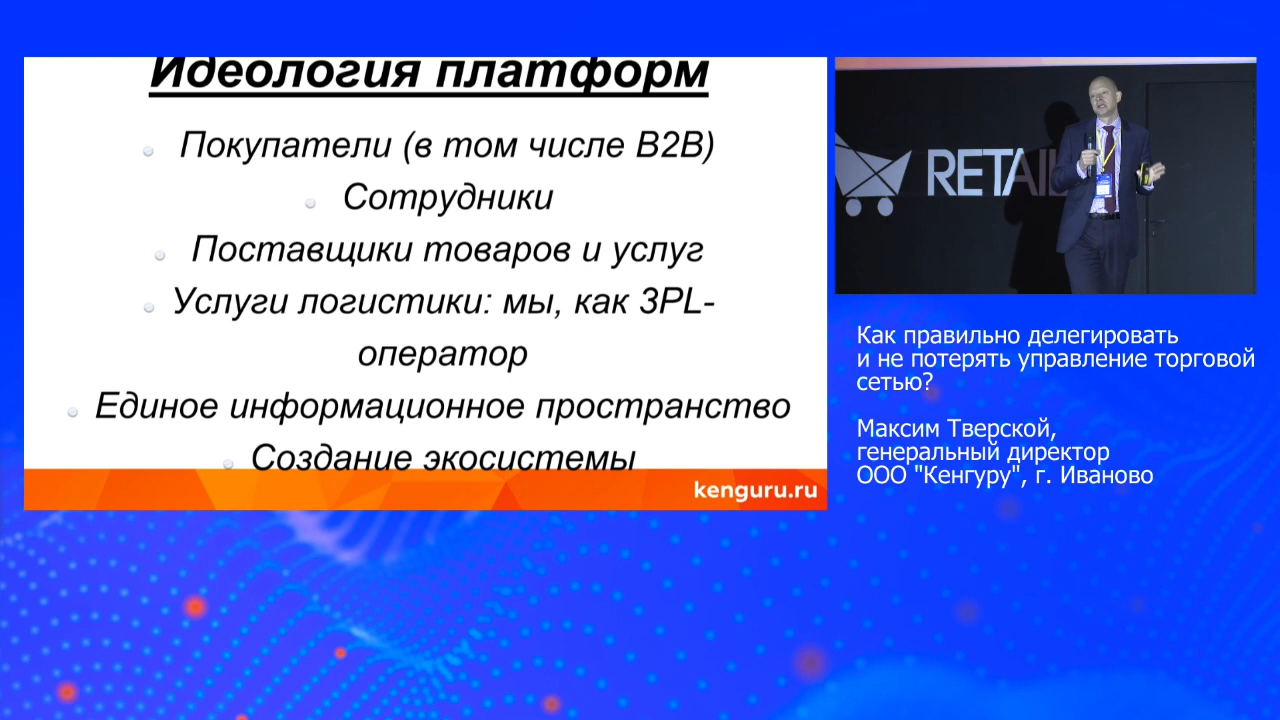 Идеология платформ
Покупатели (в том числе B2B)
Сотрудники
Поставщики товаров и услуг
Услуги логистики: мы, как 3PL-
оператор
Единое информационное пространство
Создание экосистемы
kenguru.ru
RETAIL
Как правильно делегировать
и не потерять управление торговой
сетью?
Максим Тверской,
генеральный директор
ООО "Кенгуру", г. Иваново